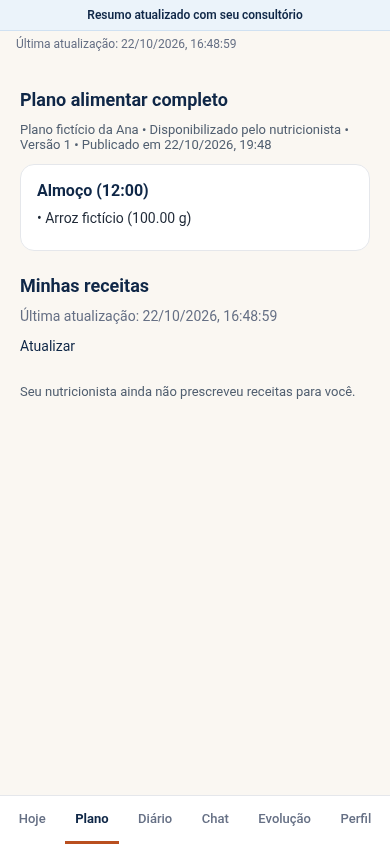 Resumo atualizado com seu consultório
Última atualização: 22/10/2026, 16:48:59
Plano alimentar completo
Plano fictício da Ana • Disponibilizado pelo nutricionista •
Versão 1 • Publicado em 22/10/2026, 19:48
Almoço (12:00)
• Arroz fictício (100.00 g)
Minhas receitas
Última atualização: 22/10/2026, 16:48:59
Atualizar
Seu nutricionista ainda não prescreveu receitas para você.
Hoje Plano Diário Chat Evolução Perfil